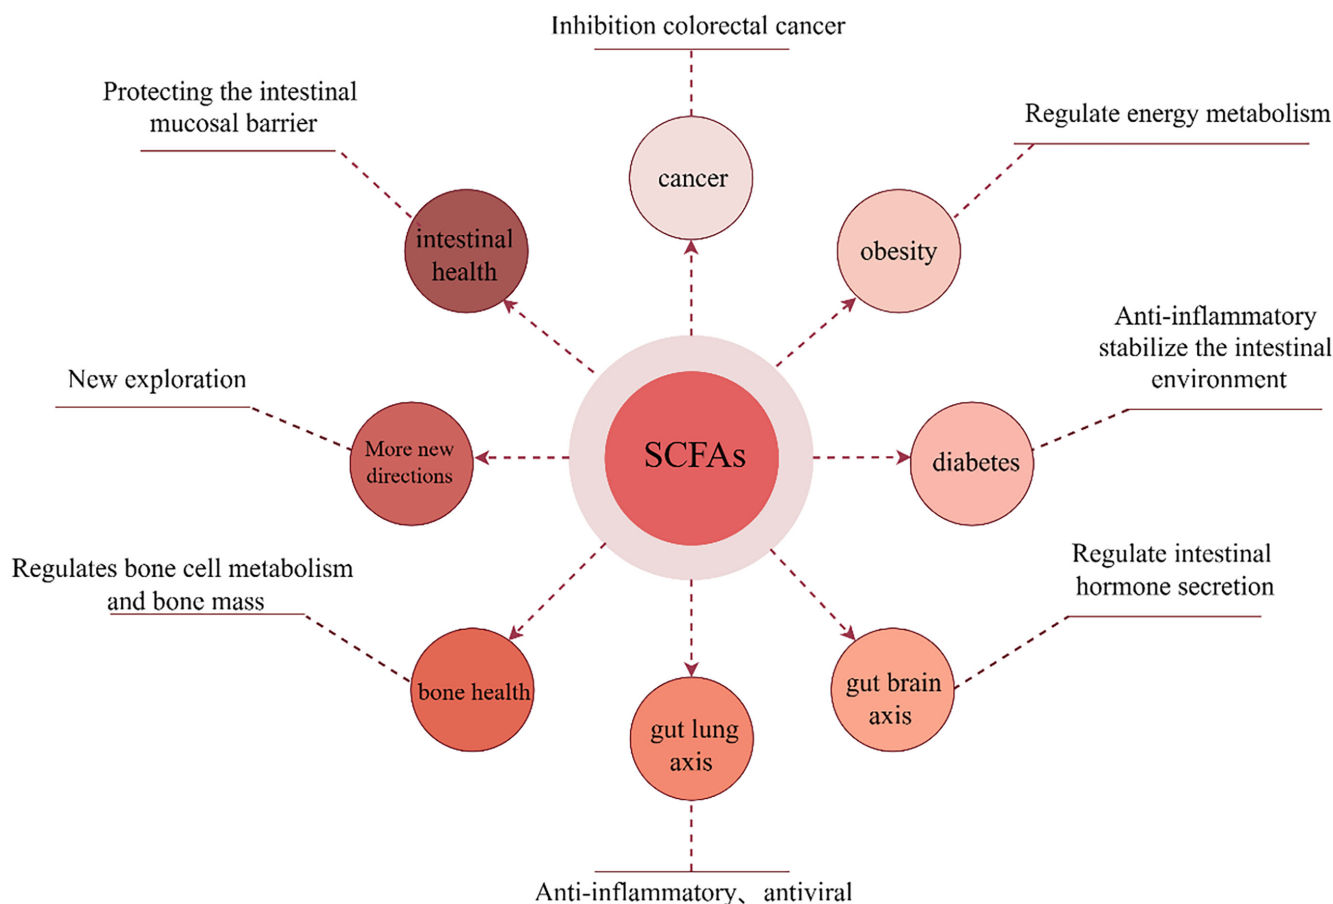 Inhibition colorectal cancer
Protecting the intestinal
mucosal barrier
Regulate energy metabolism
cancer
intestinal
health
obesity
Anti-inflammatory
stabilize the intestinal
environment
New exploration
More new
directions
SCFAs
diabetes
Regulates bone cell metabolism
and bone mass
Regulate intestinal
hormone secretion
bone health
gut lung
axis
gut brain
axis
Anti-inflammatory、antiviral